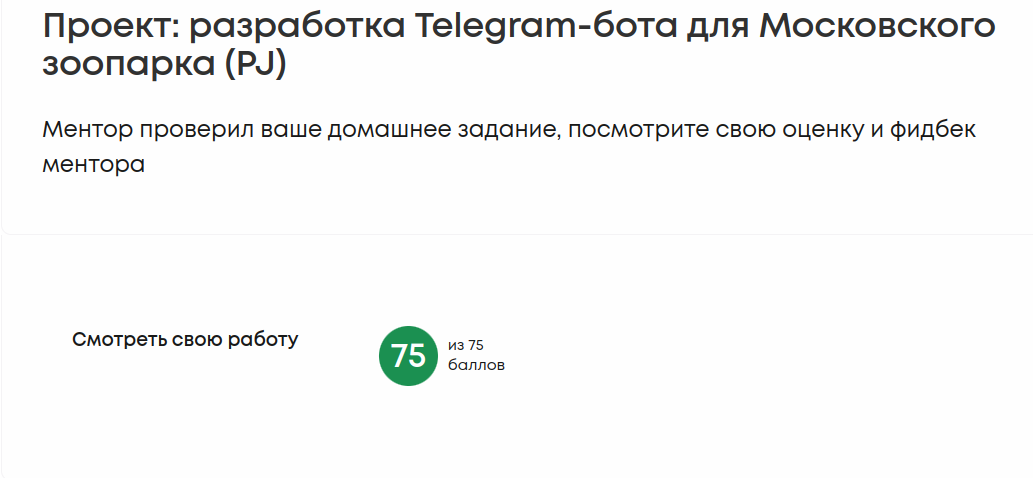 Проект: разработка Telegram-бота для Московского
зоопарка (PJ)
Ментор проверил ваше домашнее задание, посмотрите свою оценку и фидбек
ментора
Смотреть свою работу
75
из 75
баллов